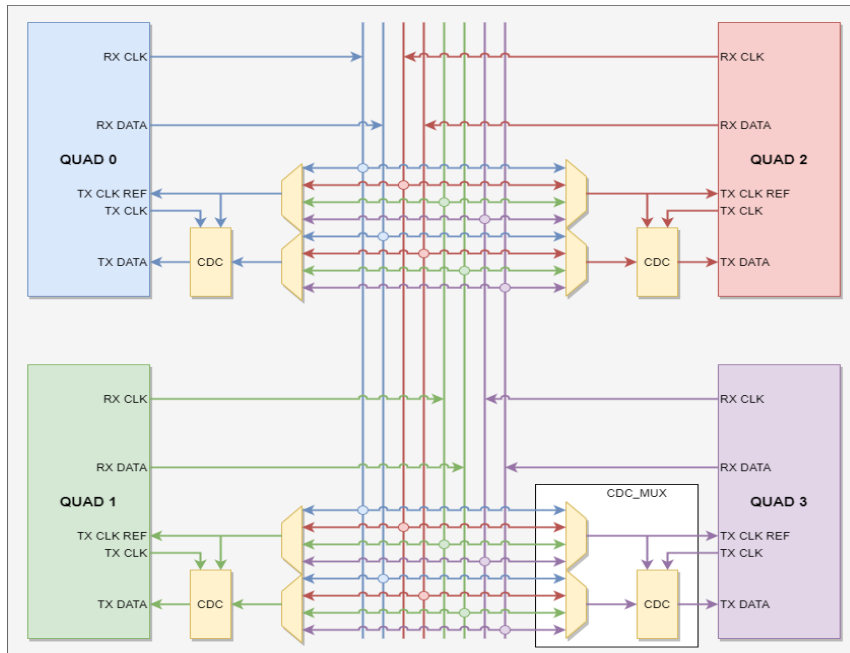 RX CLK
RX CLK
RX DATA
RX DATA
QUAD 0
QUAD 2
TX CLK REF
TX CLK REF
TX CLK
TX CLK
TX DATA
CDC
CDC
TX DATA
RX CLK
RX CLK
RX DATA
RX DATA
CDC_MUX
QUAD 1
QUAD 3
TX CLK REF
TX CLK REF
TX CLK
TX CLK
TX DATA
CDC
CDC
TX DATA